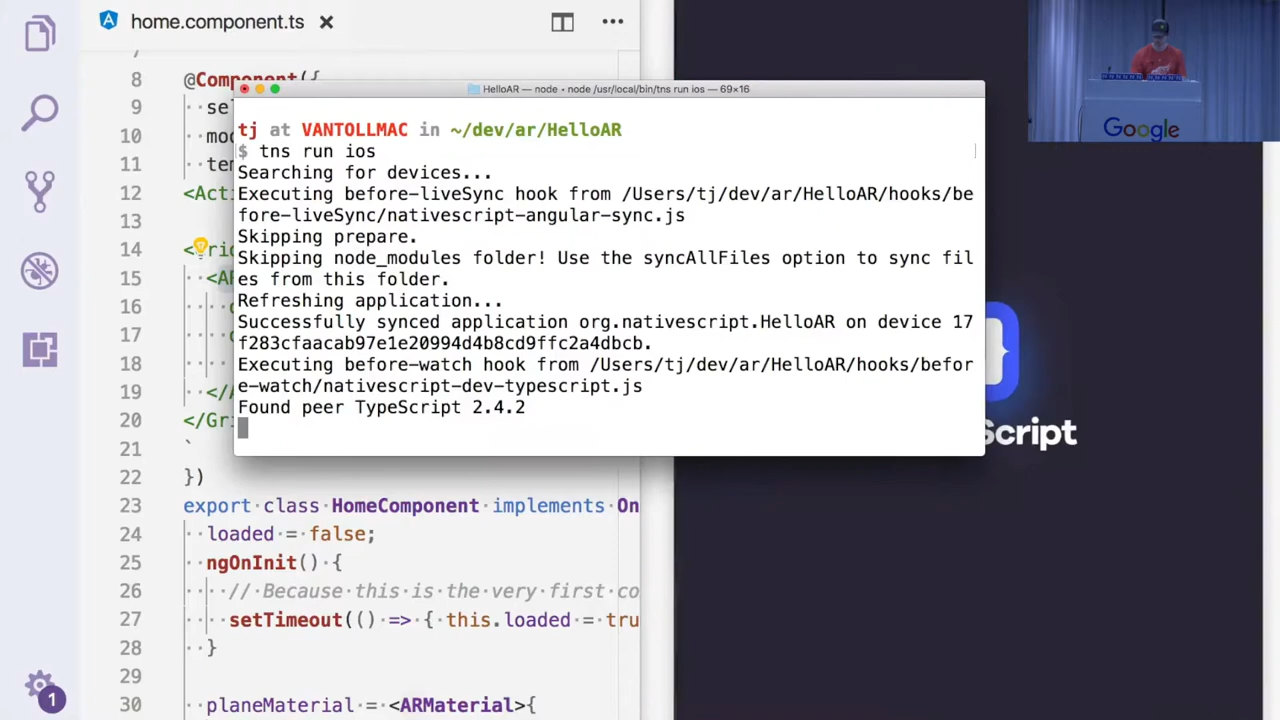 home.component.ts
7
8 @Component({
9 se
10 mod
11 tem
12 <Acti
13
14 <Grid
15 <AR
16
17
18
19 </A
20 </Gri
21 `
22 })
23 export class HomeComponent implements On
24 loaded = false;
25 ngOnInit() {
26 // Because this is the very first co
27 setTimeout(() => { this.loaded = tru
28 }
29
30 planeMaterial = <ARMaterial>{
1
HelloAR — node • node /usr/local/bin/tns run ios — 69×16
tj at VANTOLLMAC in ~/dev/ar/HelloAR
$ tns run ios
Searching for devices...
Executing before-liveSync hook from /Users/tj/dev/ar/HelloAR/hooks/be
fore-liveSync/nativescript-angular-sync.js
Skipping prepare.
Skipping node_modules folder! Use the syncAllFiles option to sync fil
es from this folder.
Refreshing application...
Successfully synced application org.nativescript.HelloAR on device 17
f283cfaacab97e1e20994d4b8cd9ffc2a4dbcb.
Executing before-watch hook from /Users/tj/dev/ar/HelloAR/hooks/befor
e-watch/nativescript-dev-typescript.js
Found peer TypeScript 2.4.2
Script
Google